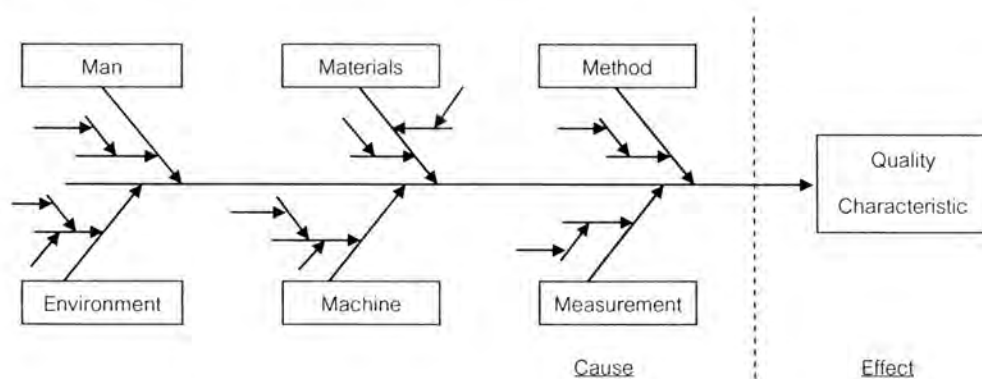 Man
Materials
Method
Quality
Characteristic
Environment
Machine
Measurement
Cause
Effect